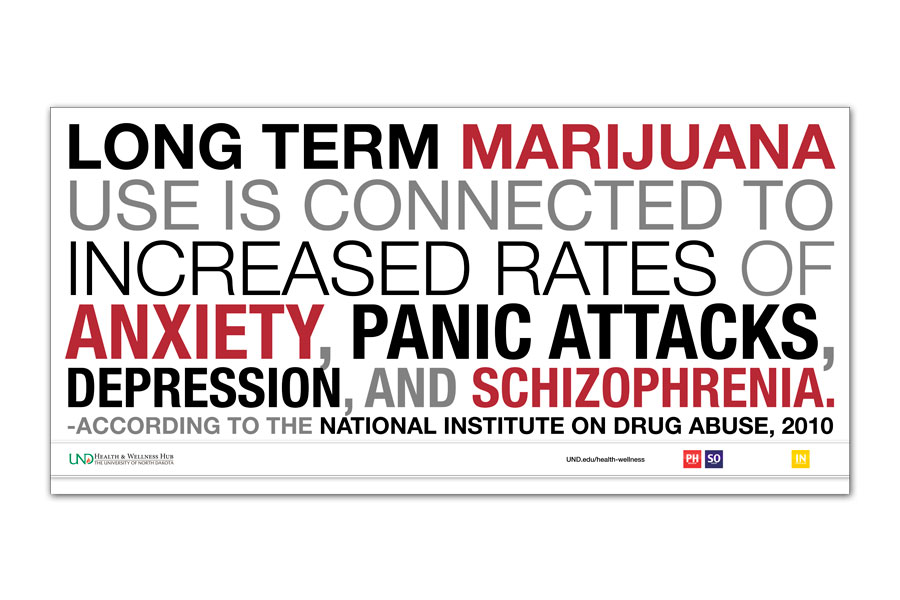 LONG TERM MARIJUANA
USE IS CONNECTED TO
INCREASED RATES OF
ANXIETY, PANIC ATTACKS,
DEPRESSION, AND SCHIZOPHRENIA.
-ACCORDING TO THE NATIONAL INSTITUTE ON DRUG ABUSE, 2010
UND HEALTH & WELLNESS HUB
THE UNIVERSITY OF NORTH DAKOTA
UND.edu/health-wellness
PH SO IN